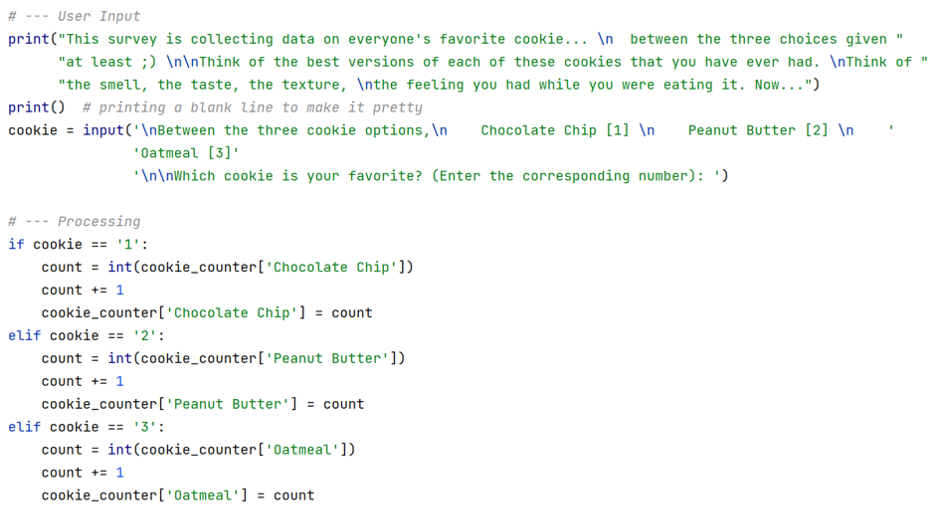 # --- User Input
print("This survey is collecting data on everyone's favorite cookie... \n  between the three choices given "
      "at least ;) \n\nThink of the best versions of each of these cookies that you have ever had. \nThink of "
      "the smell, the taste, the texture, \nthe feeling you had while you were eating it. Now...")
print()  # printing a blank line to make it pretty
cookie = input('\nBetween the three cookie options,\n    Chocolate Chip [1] \n    Peanut Butter [2] \n    '
               'Oatmeal [3]'
               '\n\nWhich cookie is your favorite? (Enter the corresponding number): ')

# --- Processing
if cookie == '1':
    count = int(cookie_counter['Chocolate Chip'])
    count += 1
    cookie_counter['Chocolate Chip'] = count
elif cookie == '2':
    count = int(cookie_counter['Peanut Butter'])
    count += 1
    cookie_counter['Peanut Butter'] = count
elif cookie == '3':
    count = int(cookie_counter['Oatmeal'])
    count += 1
    cookie_counter['Oatmeal'] = count